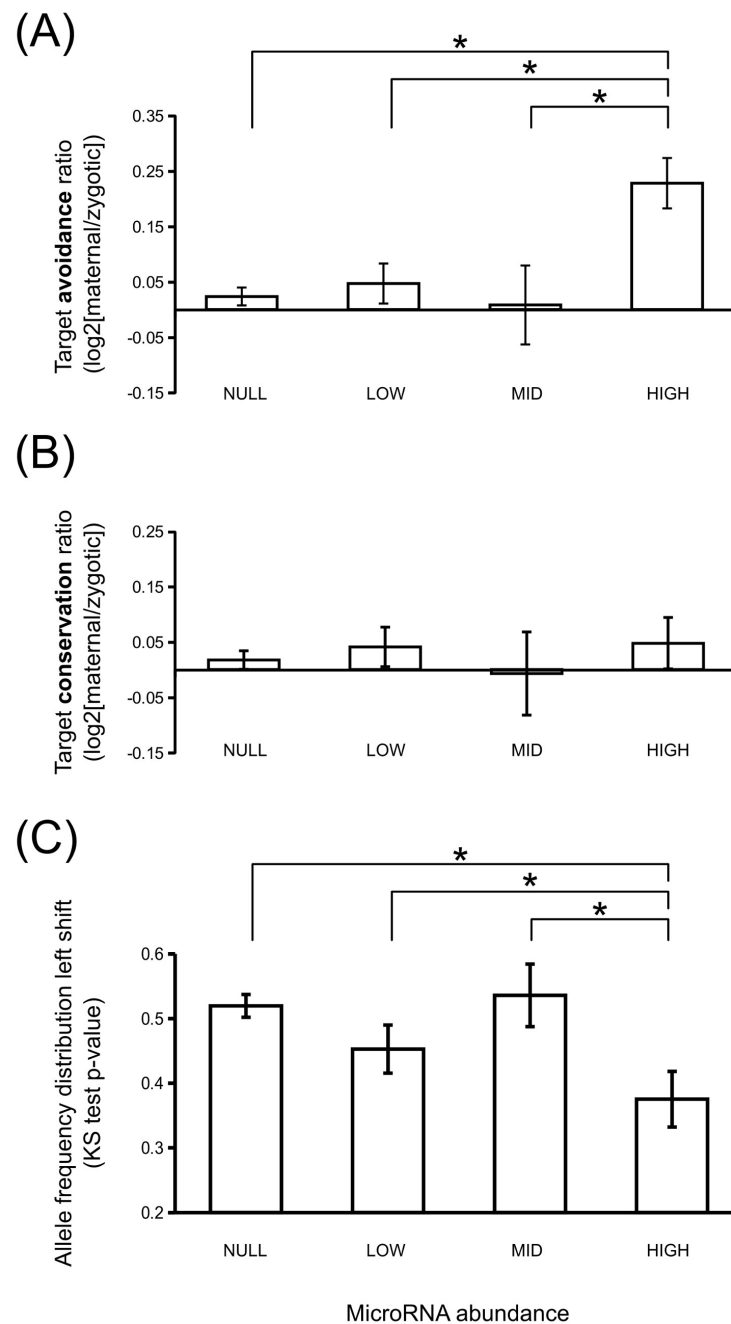 (A)
* 
*
*
Target avoidance ratio
(log2[maternal/zygotic])
0.35
0.25
0.15
0.05
-0.05
-0.15
NULL LOW MID HIGH
(B)
Target conservation ratio
(log2[maternal/zygotic])
0.25
0.15
0.05
-0.05
-0.15
NULL LOW MID HIGH
(C)
*
*
*
Allele frequency distribution left shift
(KS test p-value)
0.6
0.5
0.4
0.3
0.2
NULL LOW MID HIGH
MicroRNA abundance